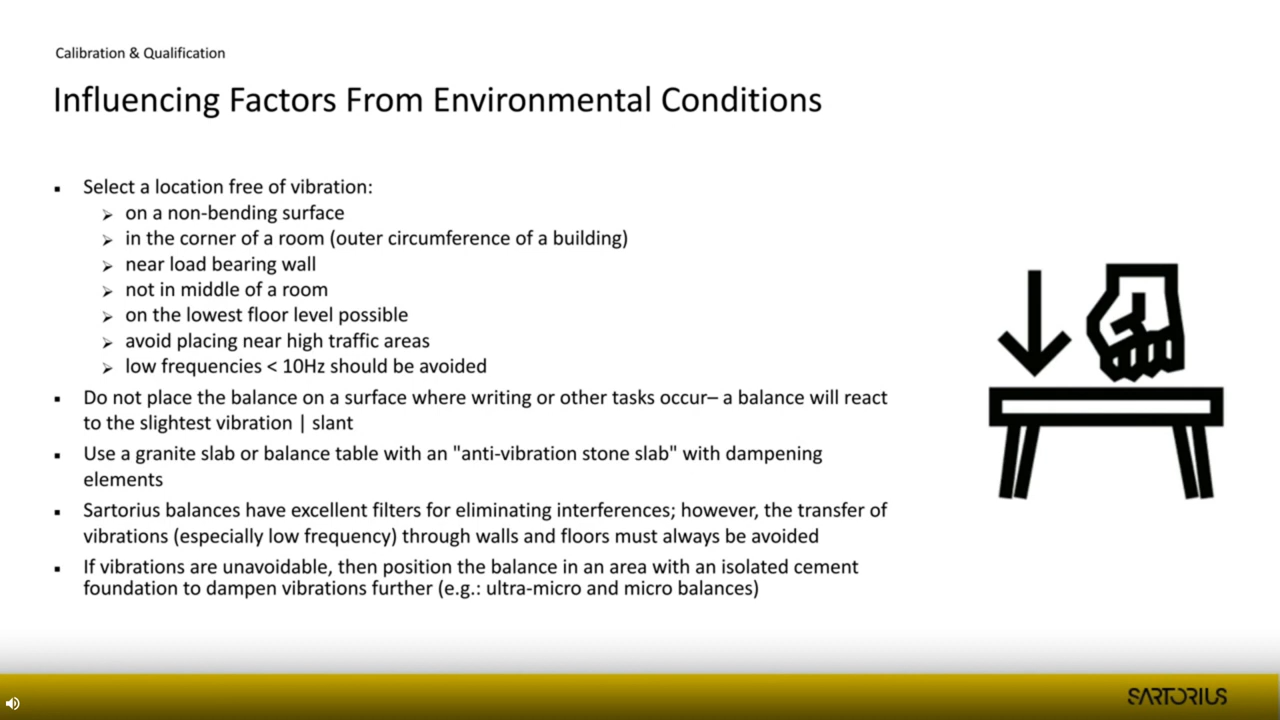 Calibration & Qualification
Influencing Factors From Environmental Conditions
▪ Select a location free of vibration:
➢ on a non-bending surface
➢ in the corner of a room (outer circumference of a building)
➢ near load bearing wall
➢ not in middle of a room
➢ on the lowest floor level possible
➢ avoid placing near high traffic areas
➢ low frequencies < 10Hz should be avoided
▪ Do not place the balance on a surface where writing or other tasks occur– a balance will react
to the slightest vibration | slant
▪ Use a granite slab or balance table with an "anti-vibration stone slab" with dampening
elements
▪ Sartorius balances have excellent filters for eliminating interferences; however, the transfer of
vibrations (especially low frequency) through walls and floors must always be avoided
▪ If vibrations are unavoidable, then position the balance in an area with an isolated cement
foundation to dampen vibrations further (e.g.: ultra-micro and micro balances)
SARTORIUS